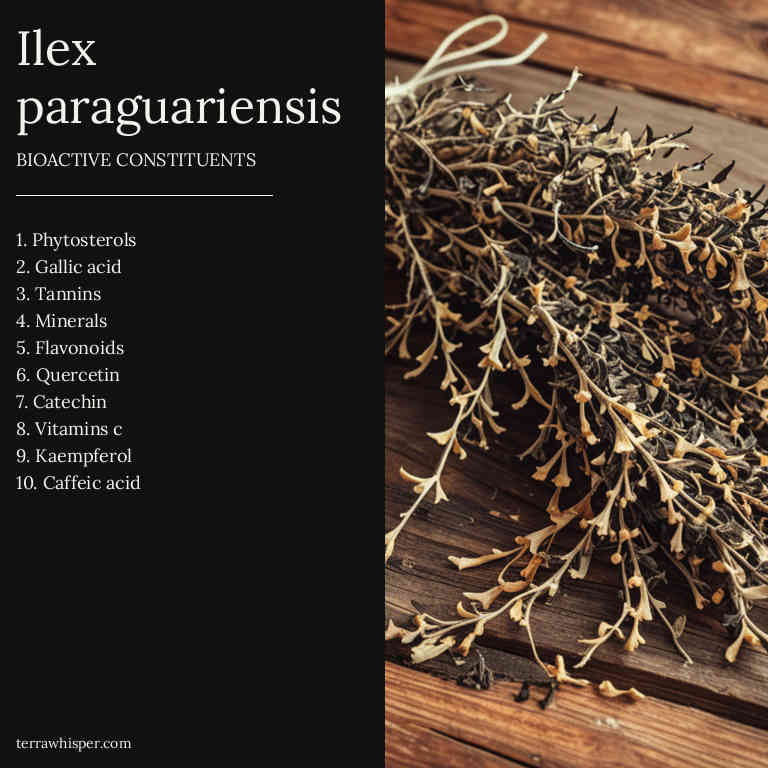 Ilex
paraguariensis
BIOACTIVE CONSTITUENTS
1. Phytosterols
2. Gallic acid
3. Tannins
4. Minerals
5. Flavonoids
6. Quercetin
7. Catechin
8. Vitamins c
9. Kaempferol
10. Caffeic acid
terrawhisper.com